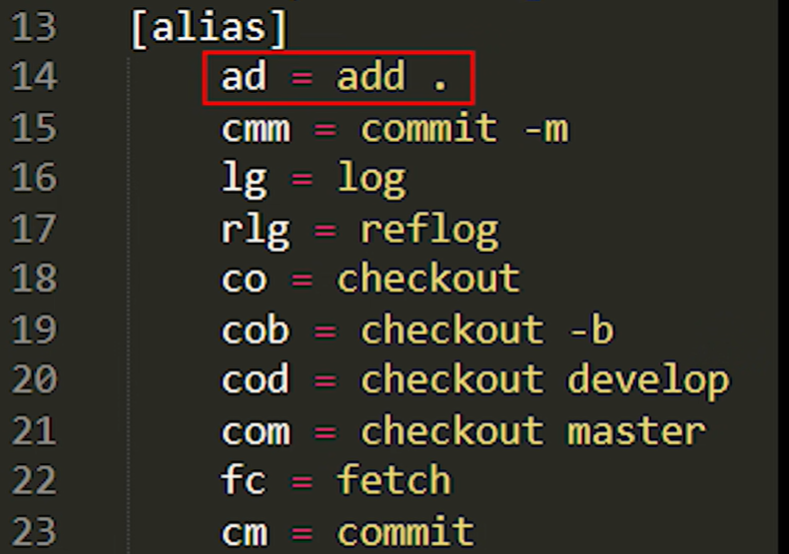 13 [alias]
14 ad = add .
15 cmm = commit -m
16 lg = log
17 rlg = reflog
18 co = checkout
19 cob = checkout -b
20 cod = checkout develop
21 com = checkout master
22 fc = fetch
23 cm = commit